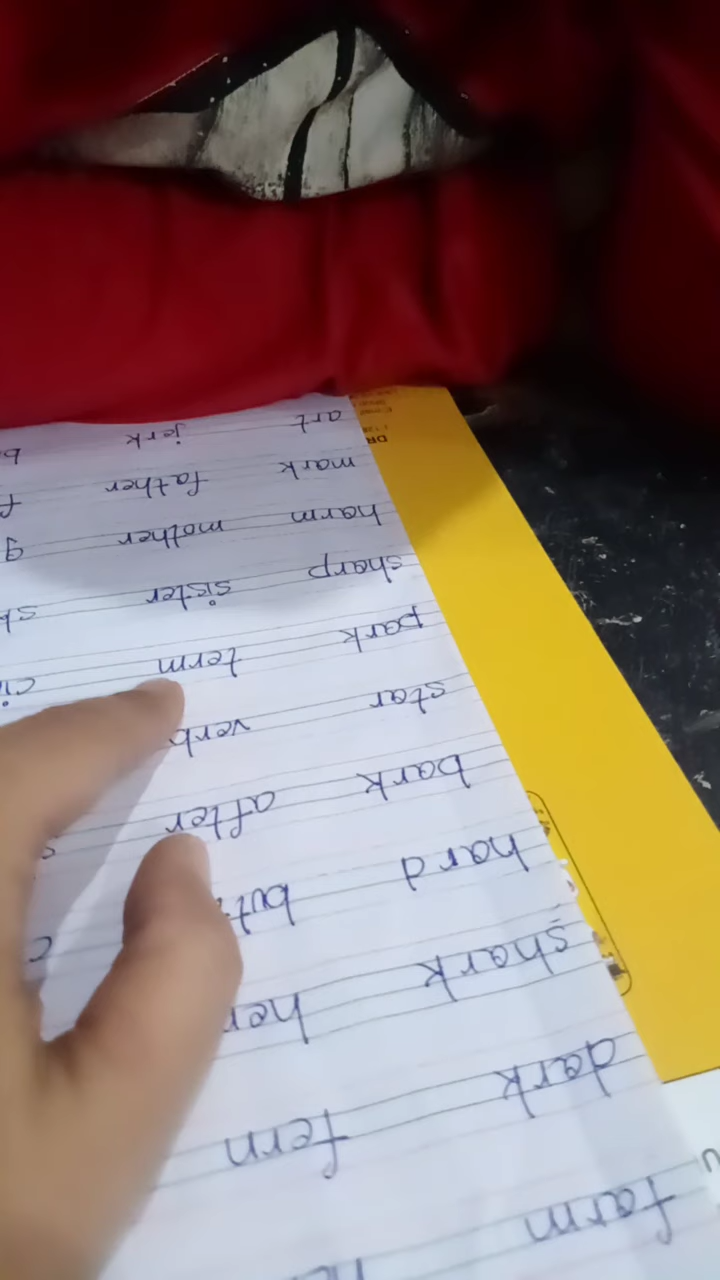 farm
dark fern
shark her
hard
bark after
star verb
park term
sharp sister
harm mother
mark father
art jerk